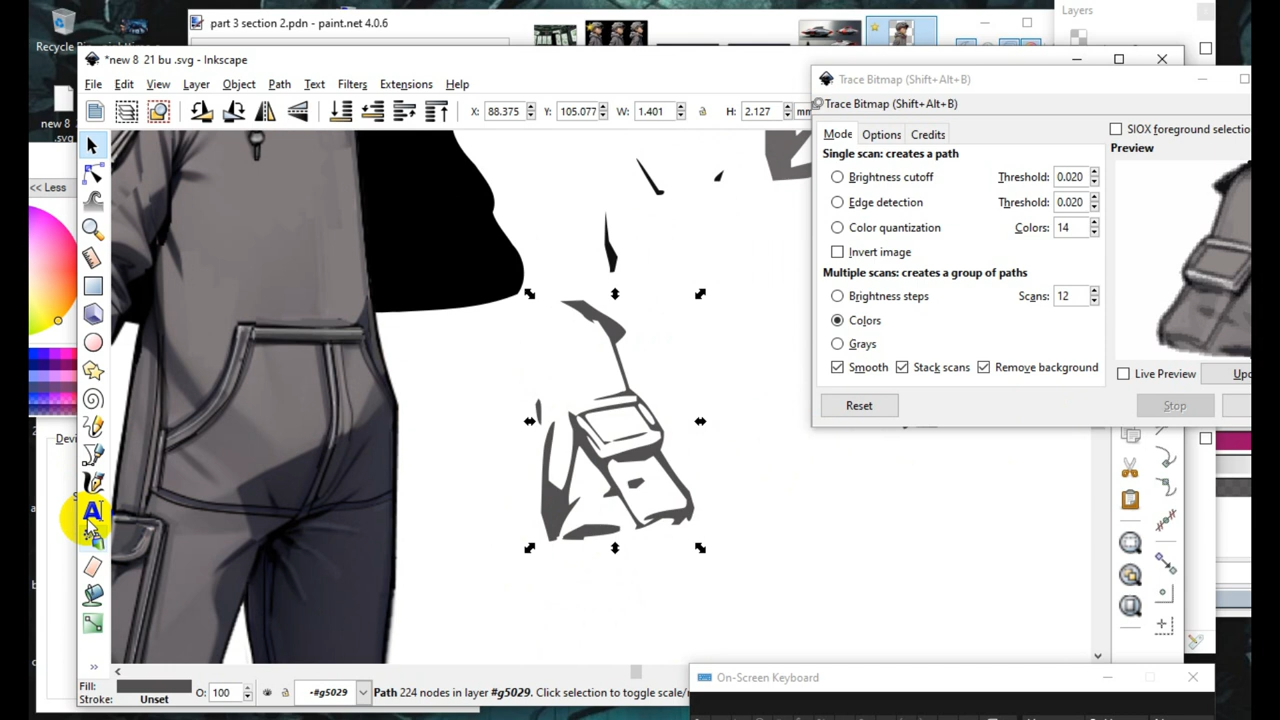 Recycle
part 3 section 2.pdn - paint.net 4.0.6
Layers
*new 8 21 bu .svg - Inkscape
File Edit View Layer Object Path Text Filters Extensions Help
X: 88.375 Y: 105.077 W: 1.401 H: 2.127 mm
new 8
.svg
<< Less
Trace Bitmap (Shift+Alt+B)
Trace Bitmap (Shift+Alt+B)
Mode Options Credits
SIOX foreground selectio
Preview
Single scan: creates a path
Brightness cutoff Threshold: 0.020
Edge detection Threshold: 0.020
Color quantization Colors: 14
Invert image
Multiple scans: creates a group of paths
Brightness steps Scans: 12
Colors
Grays
Smooth Stack scans Remove background
Live Preview Upd
Reset Stop
Devi
Fill:
Stroke: Unset
O: 100
#g5029
Path 224 nodes in layer #g5029. Click selection to toggle scale/r
On-Screen Keyboard